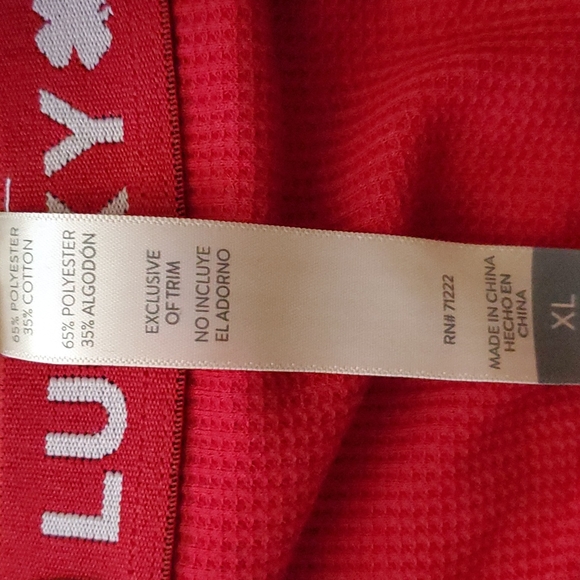 LU KY
65% POLYESTER
35% COTTON
65% POLYESTER
35% ALGODÓN
EXCLUSIVE
OF TRIM
NO INCLUYE
EL ADORNO
RN# 71222
MADE IN CHINA
HECHO EN
CHINA
XL